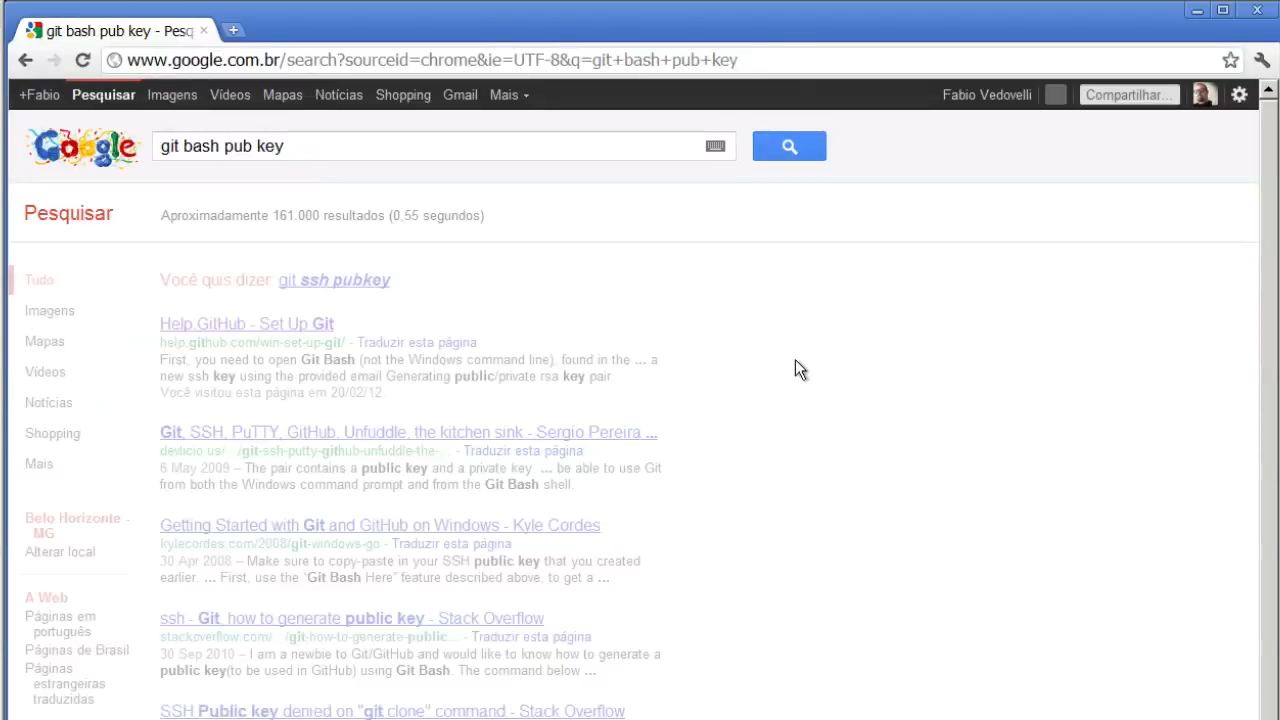 git bash pub key - Pesq
www.google.com.br/search?sourceid=chrome&ie=UTF-8&q=git+bash+pub+key
+Fabio Pesquisar Imagens Vídeos Mapas Notícias Shopping Gmail Mais Fabio Vedovelli Compartilhar...
Google git bash pub key
Pesquisar Aproximadamente 161.000 resultados (0,55 segundos)
Tudo
Imagens
Mapas
Vídeos
Notícias
Shopping
Mais
Belo Horizonte -
MG
Alterar local
A Web
Páginas em
português
Páginas de Brasil
Páginas
estrangeiras
traduzidas
Você quis dizer: git ssh pubkey
Help GitHub - Set Up Git
help.github.com/win-set-up-git/ - Traduzir esta página
First, you need to open Git Bash (not the Windows command line), found in the ... a
new ssh key using the provided email Generating public/private rsa key pair
Você visitou esta página em 20/02/12.
Git, SSH, PuTTY, GitHub, Unfuddle, the kitchen sink - Sergio Pereira ...
devlicio.us/.../git-ssh-putty-github-unfuddle-the-... - Traduzir esta página
6 May 2009 – The pair contains a public key and a private key ... be able to use Git
from both the Windows command prompt and from the Git Bash shell.
Getting Started with Git and GitHub on Windows - Kyle Cordes
kylecordes.com/2008/git-windows-go - Traduzir esta página
30 Apr 2008 – Make sure to copy-paste in your SSH public key that you created
earlier. ... First, use the "Git Bash Here" feature described above, to get a ...
ssh - Git, how to generate public key - Stack Overflow
stackoverflow.com/.../git-how-to-generate-public... - Traduzir esta página
30 Sep 2010 – I am a newbie to Git/GitHub and would like to know how to generate a
public key(to be used in GitHub) using Git Bash. The command below ...
SSH Public key denied on "git clone" command - Stack Overflow